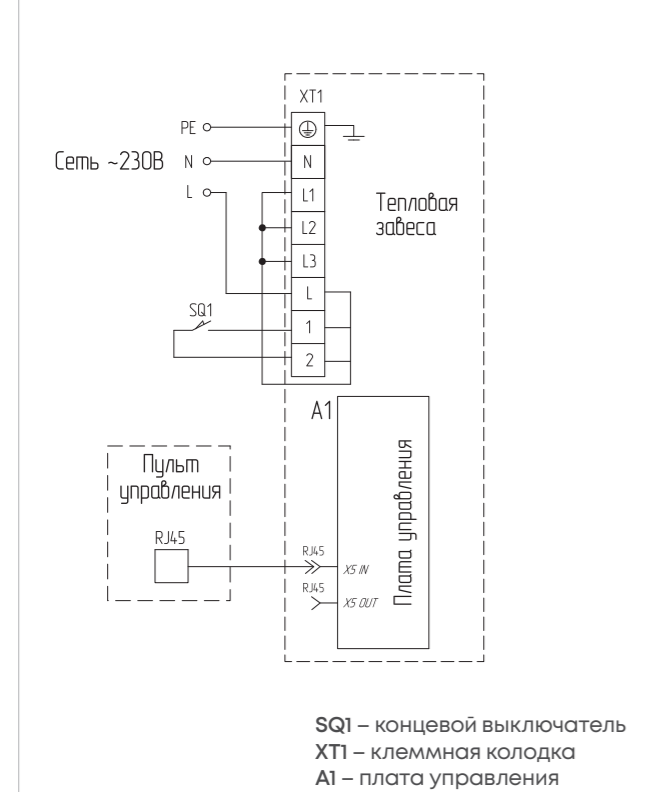 XT1
PE
Сеть ~230В
N
N
L
L1
L2
L3
L
SQ1
1
2
Тепловая
завеса
A1
Пульт
управления
RJ45
RJ45
X5 IN
RJ45
X5 OUT
Плата управления
SQ1 – концевой выключатель
XT1 – клеммная колодка
A1 – плата управления